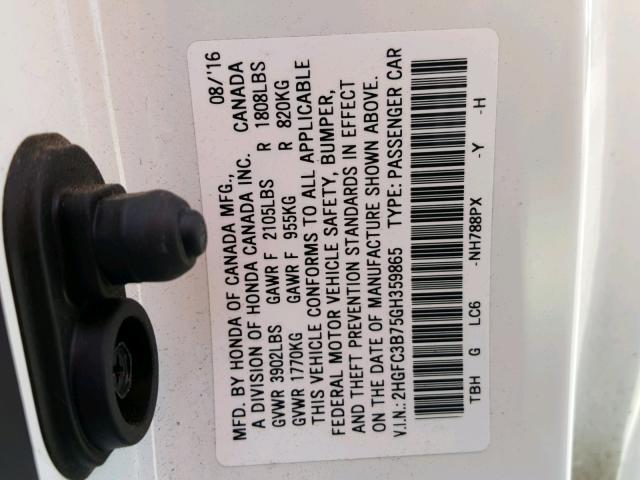 MFD. BY HONDA OF CANADA MFG., 08/'16
A DIVISION OF HONDA CANADA INC. CANADA
GVWR 3902LBS GAWR F 2105LBS R 1808LBS
GVWR 1770KG GAWR F 955KG R 820KG
THIS VEHICLE CONFORMS TO ALL APPLICABLE
FEDERAL MOTOR VEHICLE SAFETY, BUMPER,
AND THEFT PREVENTION STANDARDS IN EFFECT
ON THE DATE OF MANUFACTURE SHOWN ABOVE.
V.I.N.: 2HGFC3B75GH359865 TYPE: PASSENGER CAR
TBH G LC6 -NH788PX -Y -H